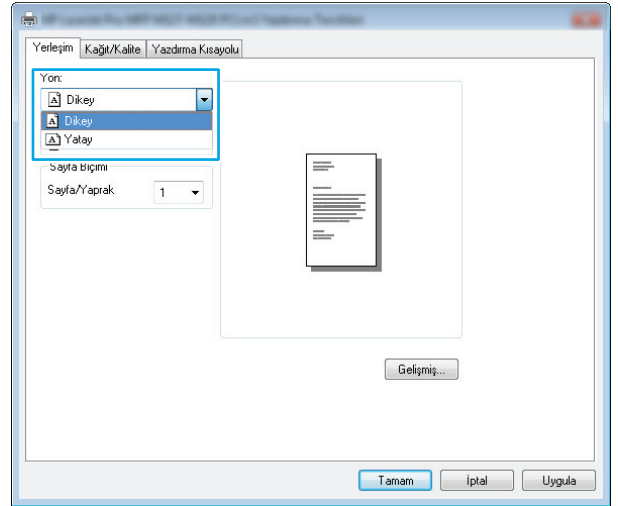 Yerleşim Kağıt/Kalite Yazdırma Kısayolu
Yön:
A Dikey
A Dikey
A Yatay
Sayfa Biçimi
Sayfa/Yaprak 1
Gelişmiş...
Tamam İptal Uygula